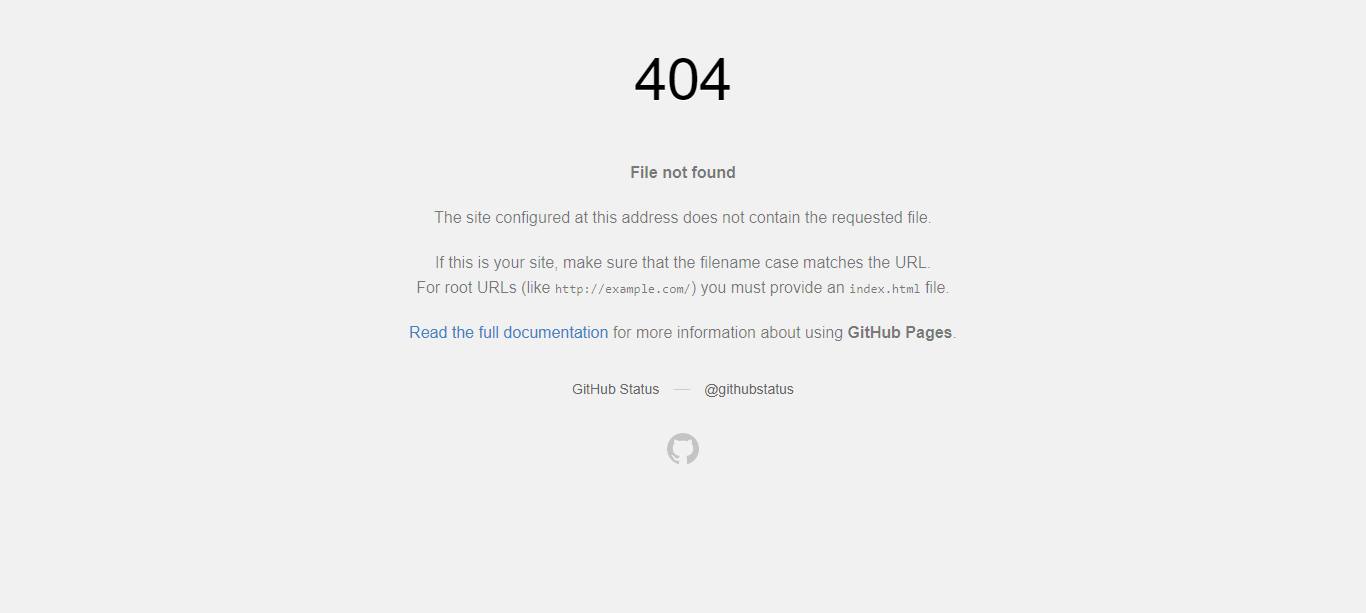 404
File not found
The site configured at this address does not contain the requested file.
If this is your site, make sure that the filename case matches the URL.
For root URLs (like http://example.com/) you must provide an index.html file.
Read the full documentation for more information about using GitHub Pages.
GitHub Status — @githubstatus